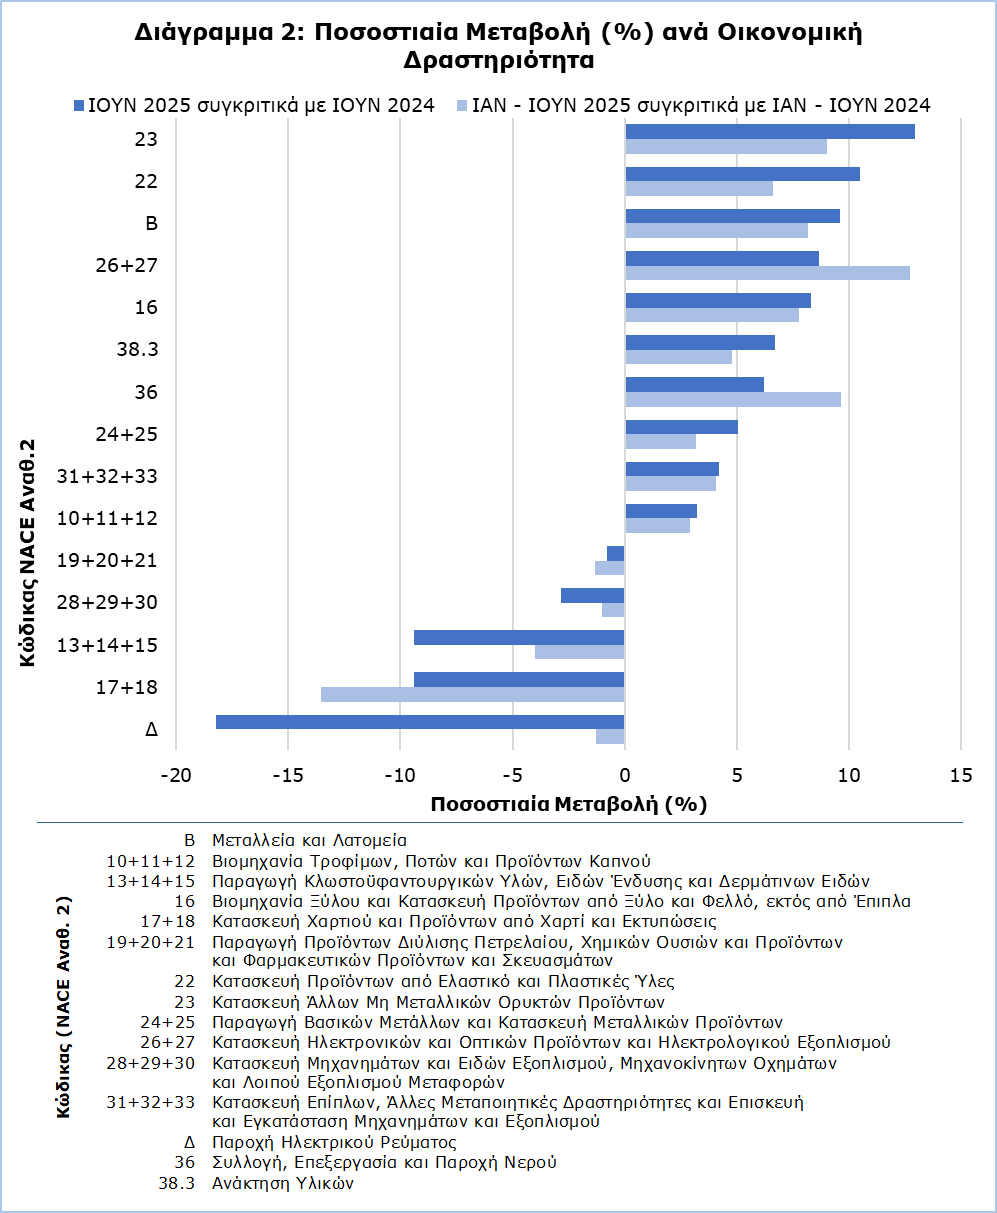 Διάγραμμα 2: Ποσοστιαία Μεταβολή (%) ανά Οικονομική
Δραστηριότητα
ΙΟΥΝ 2025 συγκριτικά με ΙΟΥΝ 2024
ΙΑΝ - ΙΟΥΝ 2025 συγκριτικά με ΙΑΝ - ΙΟΥΝ 2024
Κώδικας NACE Αναθ.2
23
22
Β
26+27
16
38.3
36
24+25
31+32+33
10+11+12
19+20+21
28+29+30
13+14+15
17+18
Δ
-20 -15 -10 -5 0 5 10 15
Ποσοστιαία Μεταβολή (%)
Κώδικας (NACE Αναθ. 2)
Β Μεταλλεία και Λατομεία
10+11+12 Βιομηχανία Τροφίμων, Ποτών και Προϊόντων Καπνού
13+14+15 Παραγωγή Κλωστοϋφαντουργικών Υλών, Ειδών Ένδυσης και Δερμάτινων Ειδών
16 Βιομηχανία Ξύλου και Κατασκευή Προϊόντων από Ξύλο και Φελλό, εκτός από Έπιπλα
17+18 Κατασκευή Χαρτιού και Προϊόντων από Χαρτί και Εκτυπώσεις
19+20+21 Παραγωγή Προϊόντων Διύλισης Πετρελαίου, Χημικών Ουσιών και Προϊόντων
και Φαρμακευτικών Προϊόντων και Σκευασμάτων
22 Κατασκευή Προϊόντων από Ελαστικό και Πλαστικές Ύλες
23 Κατασκευή Άλλων Μη Μεταλλικών Ορυκτών Προϊόντων
24+25 Παραγωγή Βασικών Μετάλλων και Κατασκευή Μεταλλικών Προϊόντων
26+27 Κατασκευή Ηλεκτρονικών και Οπτικών Προϊόντων και Ηλεκτρολογικού Εξοπλισμού
28+29+30 Κατασκευή Μηχανημάτων και Ειδών Εξοπλισμού, Μηχανοκίνητων Οχημάτων
και Λοιπού Εξοπλισμού Μεταφορών
31+32+33 Κατασκευή Επίπλων, Άλλες Μεταποιητικές Δραστηριότητες και Επισκευή
και Εγκατάσταση Μηχανημάτων και Εξοπλισμού
Δ Παροχή Ηλεκτρικού Ρεύματος
36 Συλλογή, Επεξεργασία και Παροχή Νερού
38.3 Ανάκτηση Υλικών